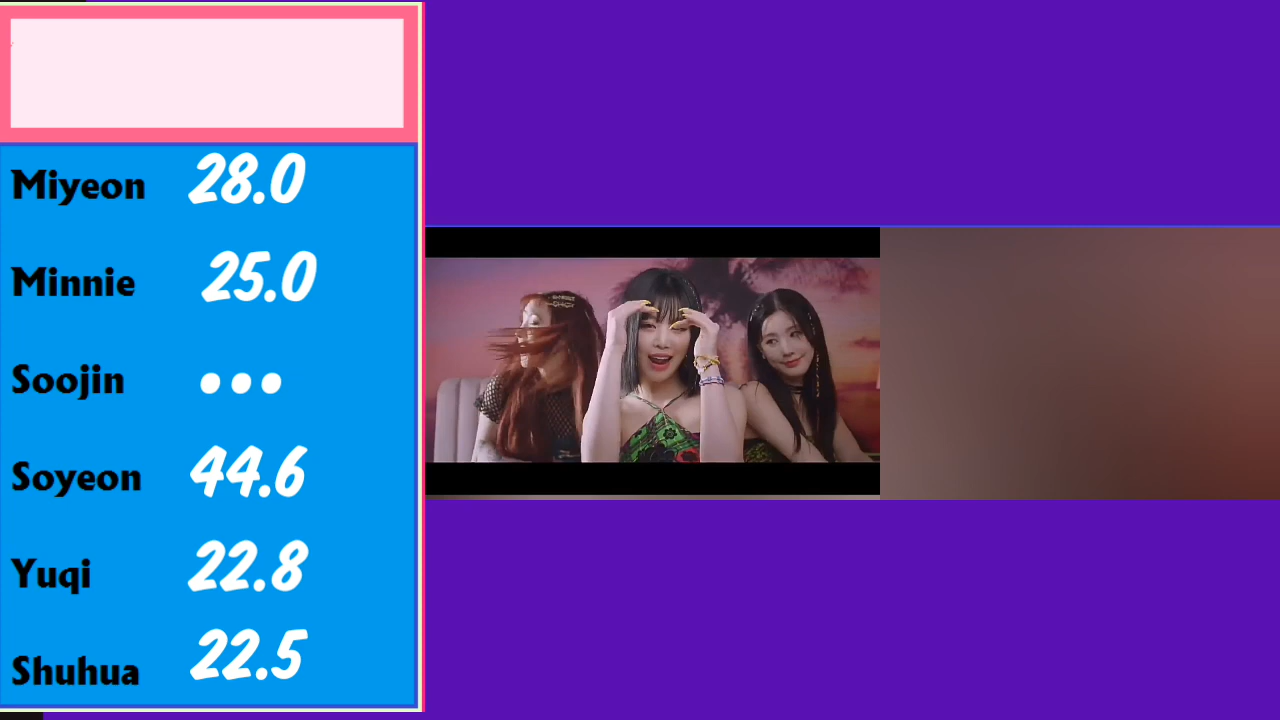 Miyeon 28.0
Minnie 25.0
Soojin ...
Soyeon 44.6
Yuqi 22.8
Shuhua 22.5